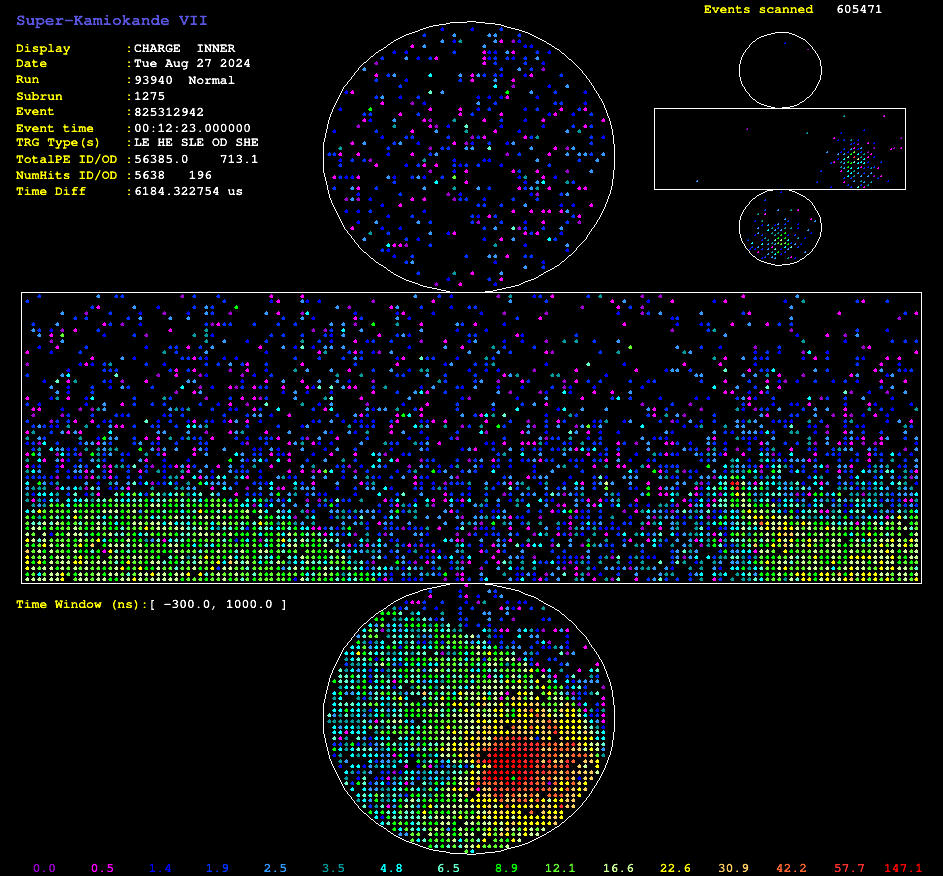 Super-Kamiokande VII
Events scanned 605471
Display :CHARGE INNER
Date :Tue Aug 27 2024
Run :93940 Normal
Subrun :1275
Event :825312942
Event time :00:12:23.000000
TRG Type(s) :LE HE SLE OD SHE
TotalPE ID/OD :56385.0 713.1
NumHits ID/OD :5638 196
Time Diff :6184.322754 us
Time Window (ns):[ -300.0, 1000.0 ]
0.0 0.5 1.4 1.9 2.5 3.5 4.8 6.5 8.9 12.1 16.6 22.6 30.9 42.2 57.7 147.1